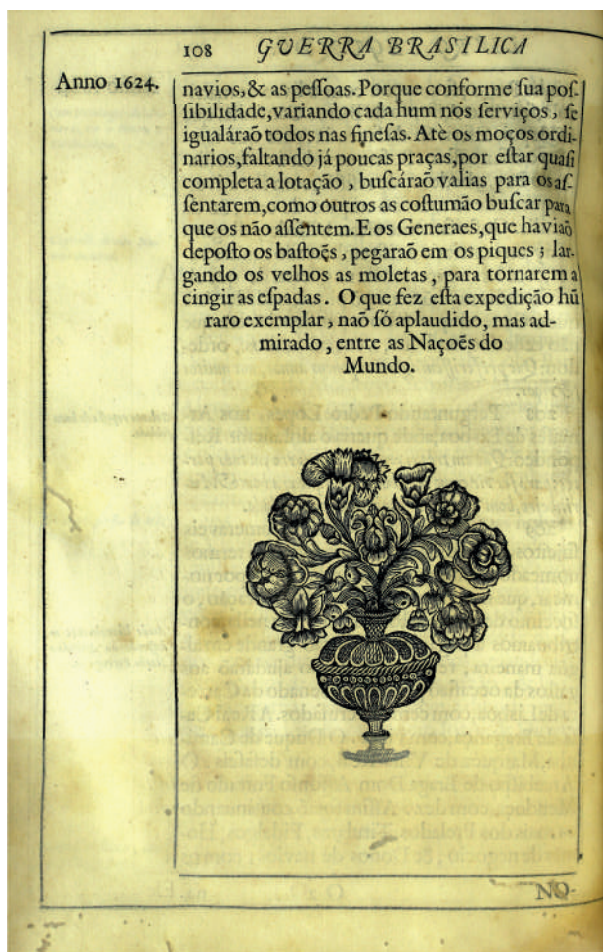 108 GVERRA BRASILICA
Anno 1624.
navios, & as peſſoas. Porque conforme ſua poſ-
ſibilidade, variando cada hum nos ſerviços, ſe
igualáraõ todos nas fineſas. Atè os moços ordi-
narios, faltando já poucas praças, por eſtar quaſi
completa a lotação, buſcáraõ valias para os aſ-
ſentarem, como outros as coſtumão buſcar para
que os não aſſentem. E os Generaes, que haviaõ
depoſto os baſtoẽs, pegaraõ em os piques; lar-
gando os velhos as moletas, para tornarem a
cingir as eſpadas. O que fez eſta expedição hũ
raro exemplar, naõ ſó aplaudido, mas ad-
mirado, entre as Naçoẽs do
Mundo.
NO-